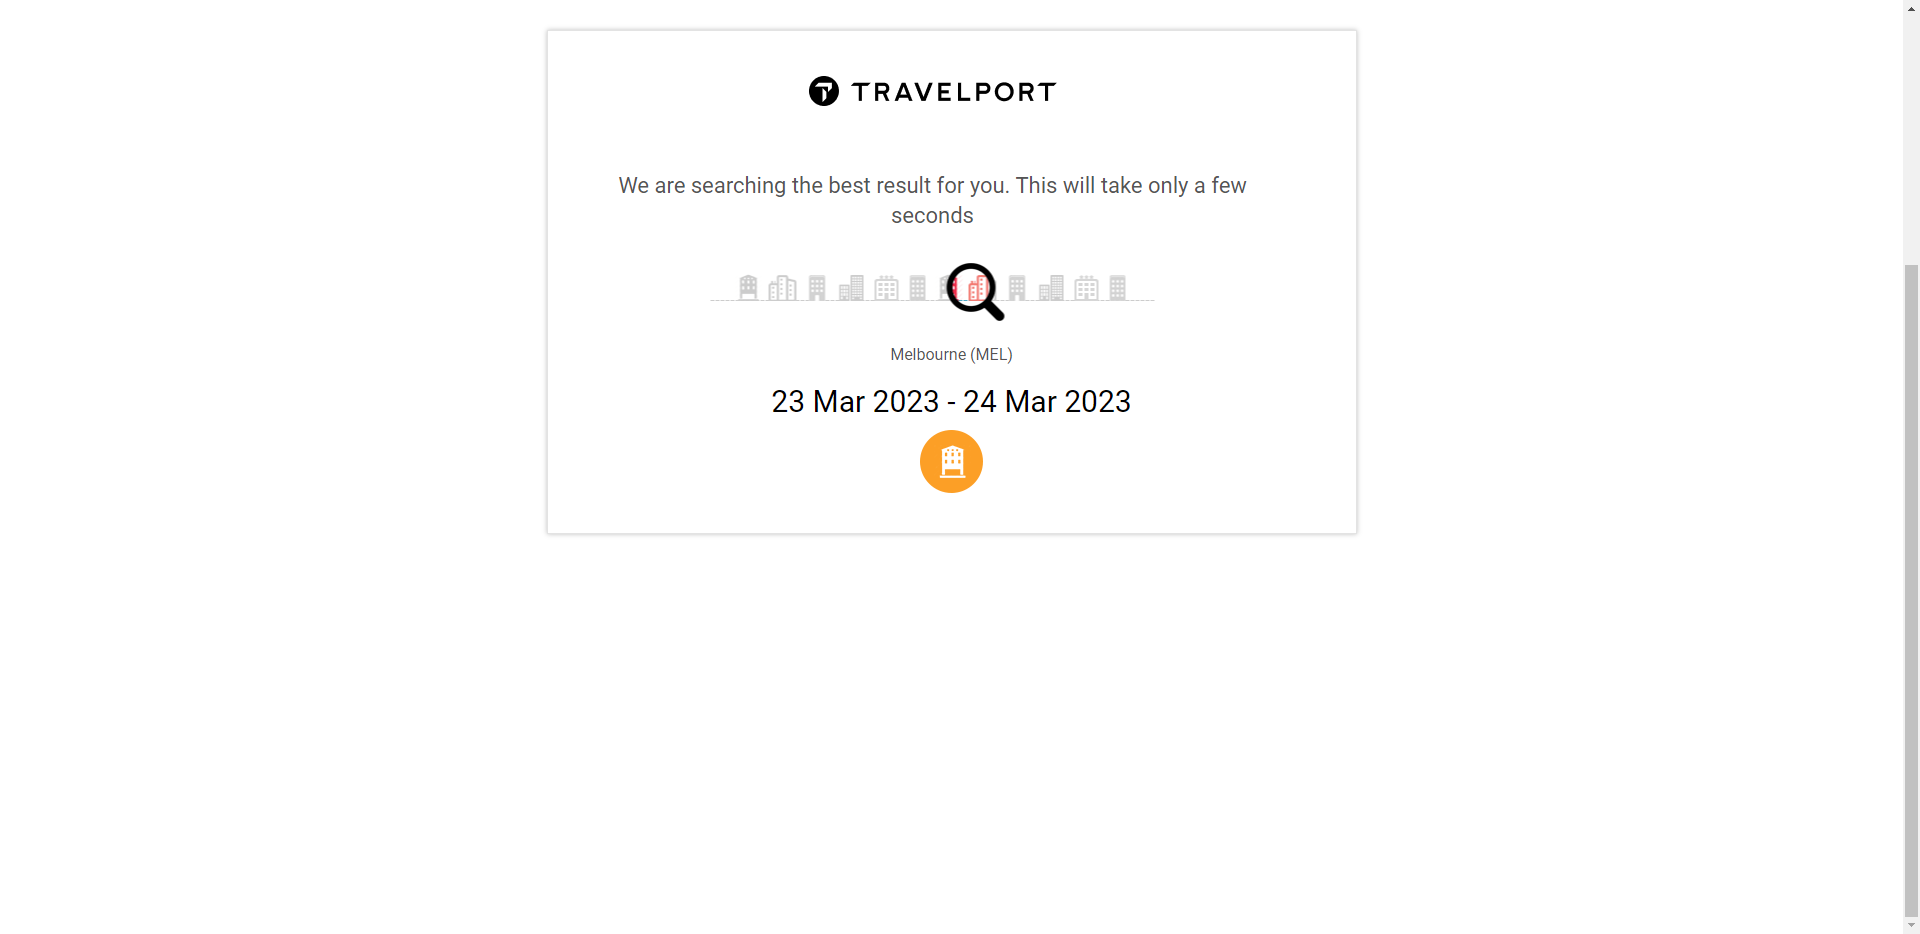 TRAVELPORT
We are searching the best result for you. This will take only a few
seconds
Melbourne (MEL)
23 Mar 2023 - 24 Mar 2023